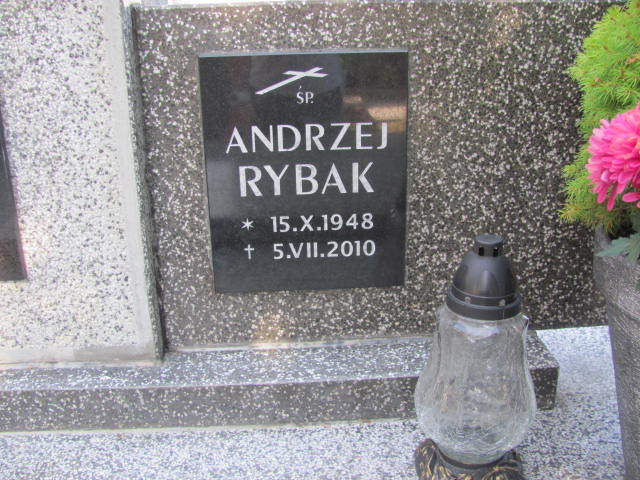 ŚP.
ANDRZEJ
RYBAK
* 15.X.1948
† 5.VII.2010